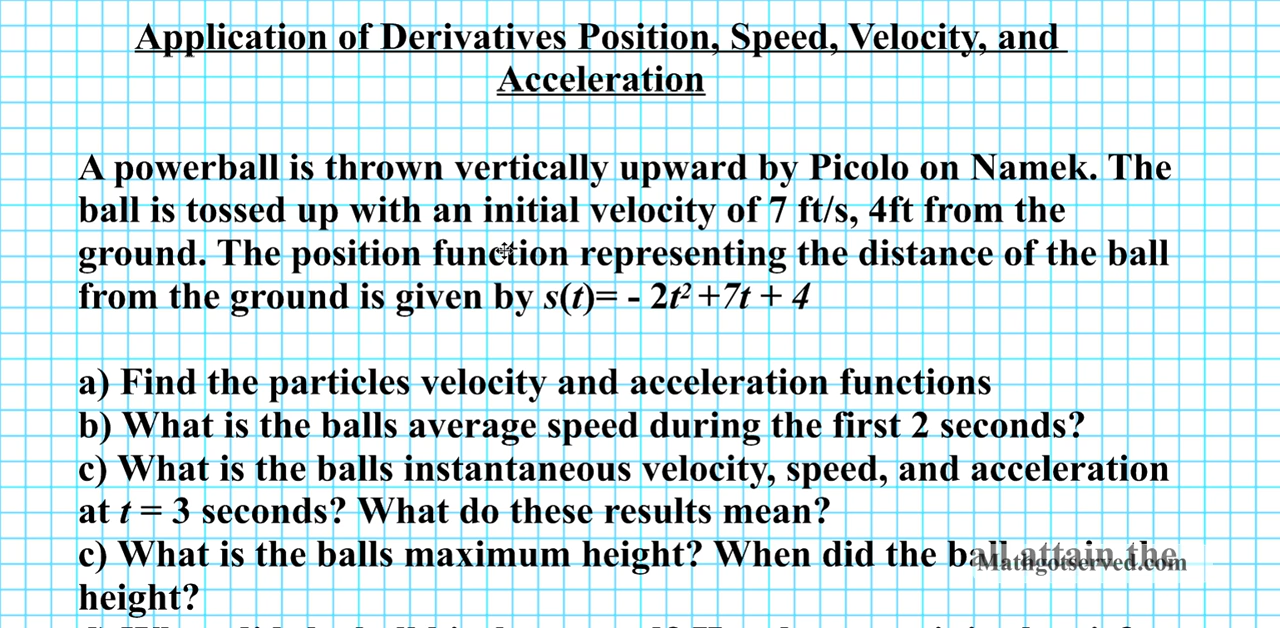 Application of Derivatives Position, Speed, Velocity, and
Acceleration
A powerball is thrown vertically upward by Picolo on Namek. The
ball is tossed up with an initial velocity of 7 ft/s, 4ft from the
ground. The position function representing the distance of the ball
from the ground is given by s(t)= - 2t² +7t + 4
a) Find the particles velocity and acceleration functions
b) What is the balls average speed during the first 2 seconds?
c) What is the balls instantaneous velocity, speed, and acceleration
at t = 3 seconds? What do these results mean?
c) What is the balls maximum height? When did the ball attain the
Mathgotserved.com
height?